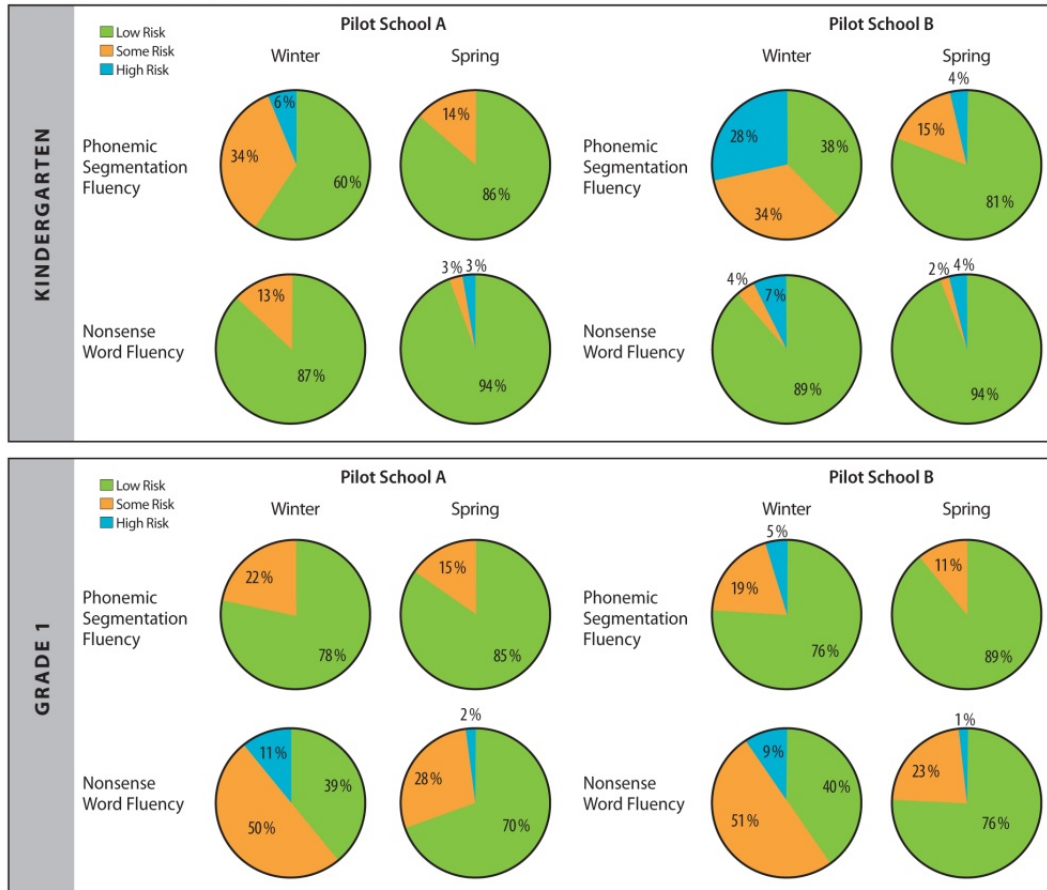 KINDERGARTEN
Low Risk
Some Risk
High Risk
Pilot School A
Pilot School B
Winter
Spring
Winter
Spring
Phonemic
Segmentation
Fluency
6 %
34 %
60 %
14 %
86 %
Phonemic
Segmentation
Fluency
28 %
38 %
34 %
4 %
15 %
81 %
Nonsense
Word Fluency
13 %
87 %
3 % 3 %
94 %
Nonsense
Word Fluency
4 %
7 %
89 %
2 % 4 %
94 %
GRADE 1
Low Risk
Some Risk
High Risk
Pilot School A
Pilot School B
Winter
Spring
Winter
Spring
Phonemic
Segmentation
Fluency
22 %
78 %
15 %
85 %
Phonemic
Segmentation
Fluency
5 %
19 %
76 %
11 %
89 %
Nonsense
Word Fluency
11 %
39 %
50 %
2 %
28 %
70 %
Nonsense
Word Fluency
9 %
40 %
51 %
1 %
23 %
76 %